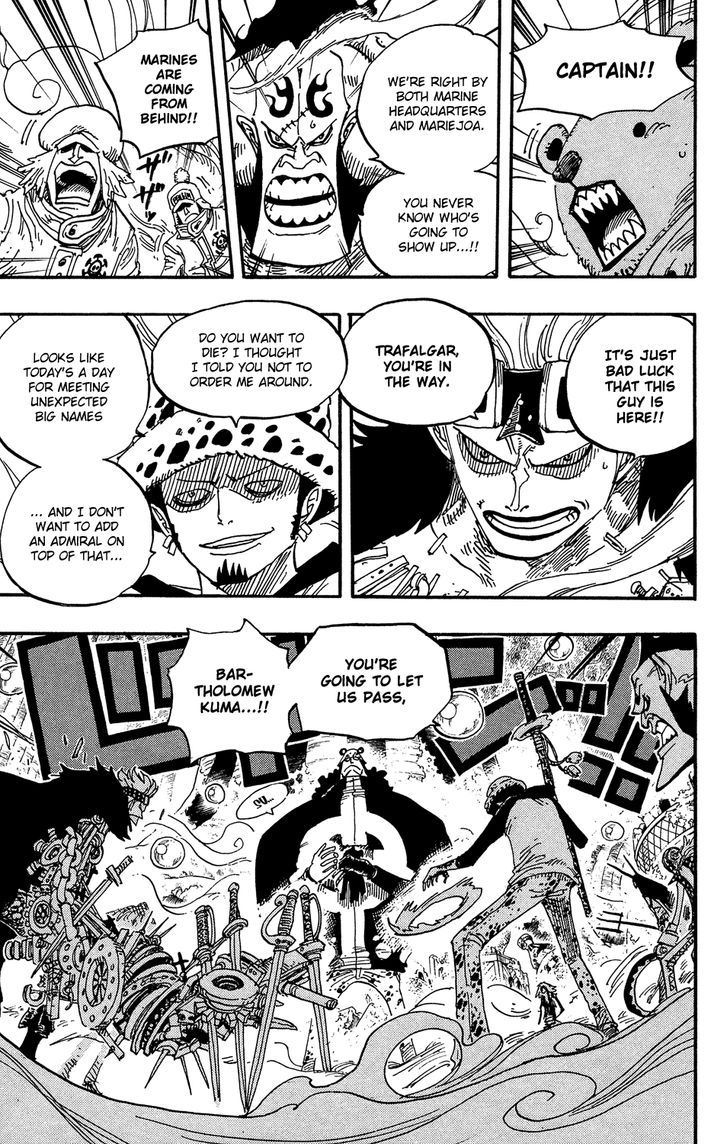 CAPTAIN!!
WE'RE RIGHT BY
BOTH MARINE
HEADQUARTERS
AND MARIEJOA.
YOU NEVER
KNOW WHO'S
GOING TO
SHOW UP...!!
MARINES
ARE
COMING
FROM
BEHIND!!
IT'S JUST
BAD LUCK
THAT THIS
GUY IS
HERE!!
TRAFALGAR,
YOU'RE IN
THE WAY.
DO YOU WANT TO
DIE? I THOUGHT
I TOLD YOU NOT TO
ORDER ME AROUND.
LOOKS LIKE
TODAY'S A DAY
FOR MEETING
UNEXPECTED
BIG NAMES
... AND I DON'T
WANT TO ADD
AN ADMIRAL ON
TOP OF THAT...
YOU'RE
GOING TO LET
US PASS,
BAR-
THOLOMEW
KUMA...!!